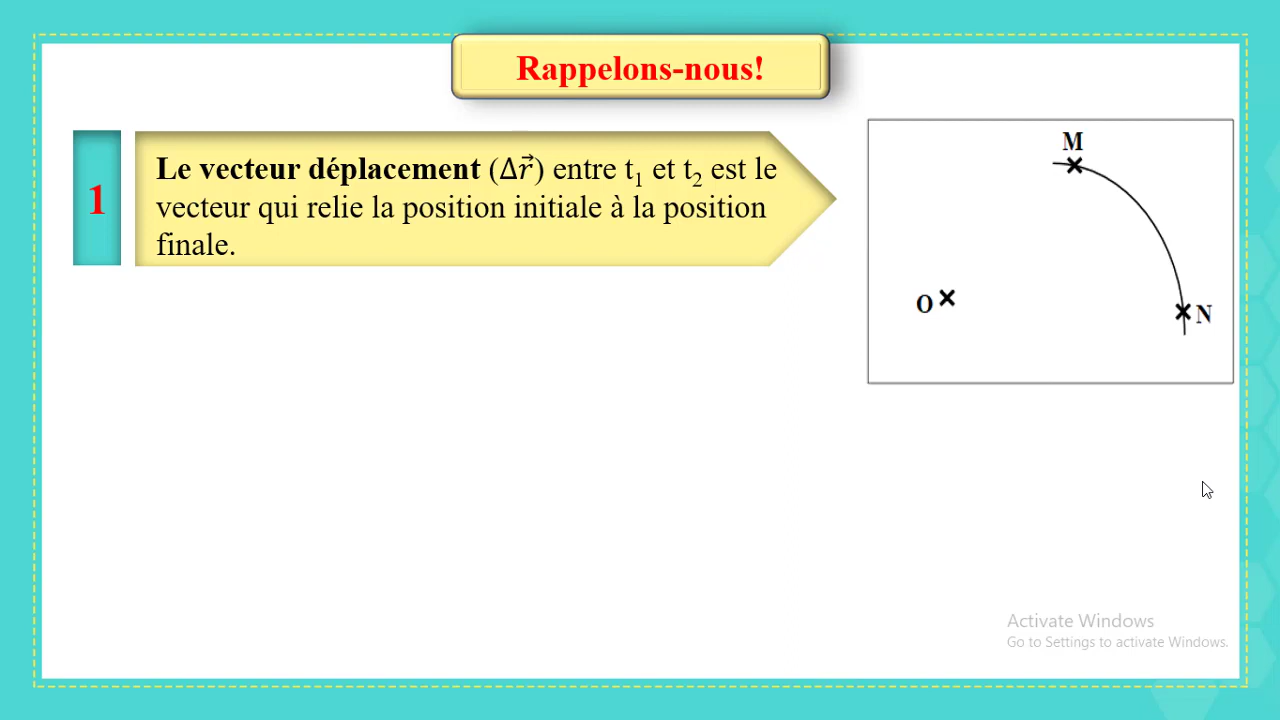 Rappelons-nous!
1
Le vecteur déplacement (Δr⃗) entre t₁ et t₂ est le
vecteur qui relie la position initiale à la position
finale.
M
O
N
Activate Windows
Go to Settings to activate Windows.